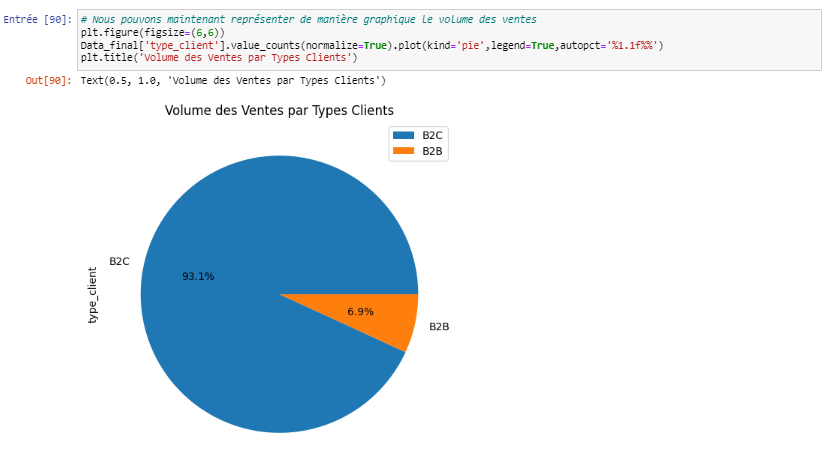 Entrée [90]: # Nous pouvons maintenant représenter de manière graphique le volume des ventes
plt.figure(figsize=(6,6))
Data_final['type_client'].value_counts(normalize=True).plot(kind='pie',legend=True,autopct='%1.1f%%')
plt.title('Volume des Ventes par Types Clients')
Out[90]: Text(0.5, 1.0, 'Volume des Ventes par Types Clients')
Volume des Ventes par Types Clients
B2C
B2B
B2C
93.1%
type_client
6.9%
B2B